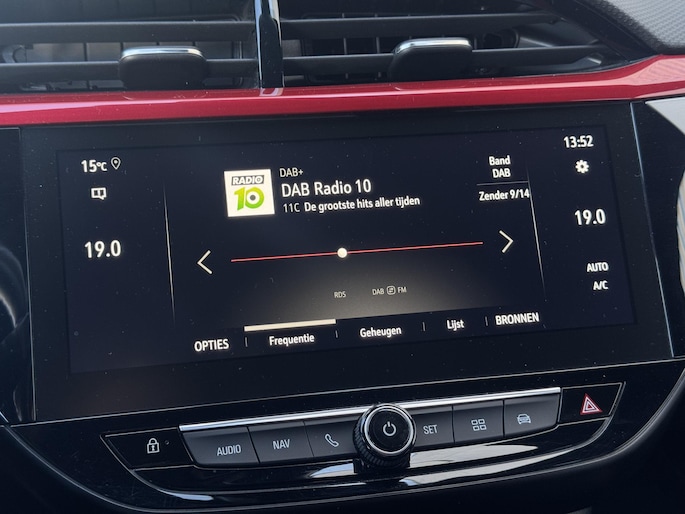 15°C
13:52
RADIO
10
DAB+
DAB Radio 10
11C De grootste hits aller tijden
Band
DAB
Zender 9/14
19.0
19.0
AUTO
A/C
RDS
DAB FM
OPTIES
Frequentie
Geheugen
Lijst
BRONNEN
AUDIO
NAV
SET